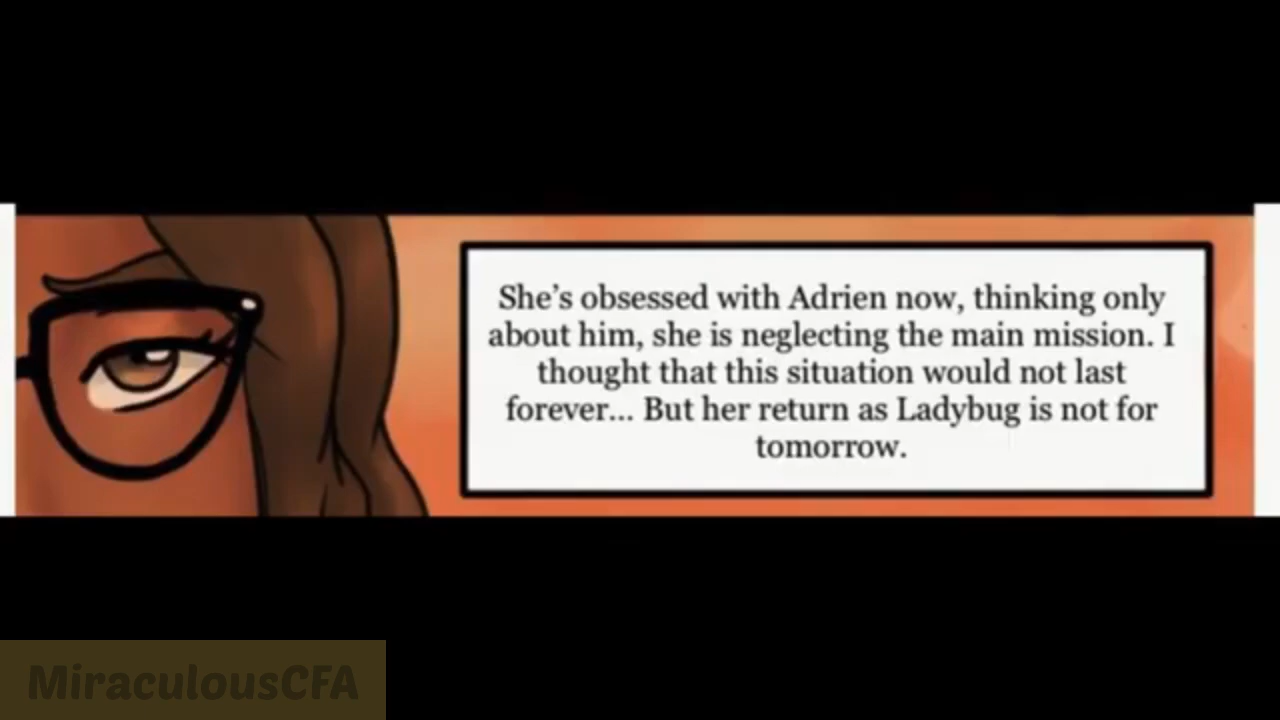 She’s obsessed with Adrien now, thinking only
about him, she is neglecting the main mission. I
thought that this situation would not last
forever... But her return as Ladybug is not for
tomorrow.
MiraculousCFA